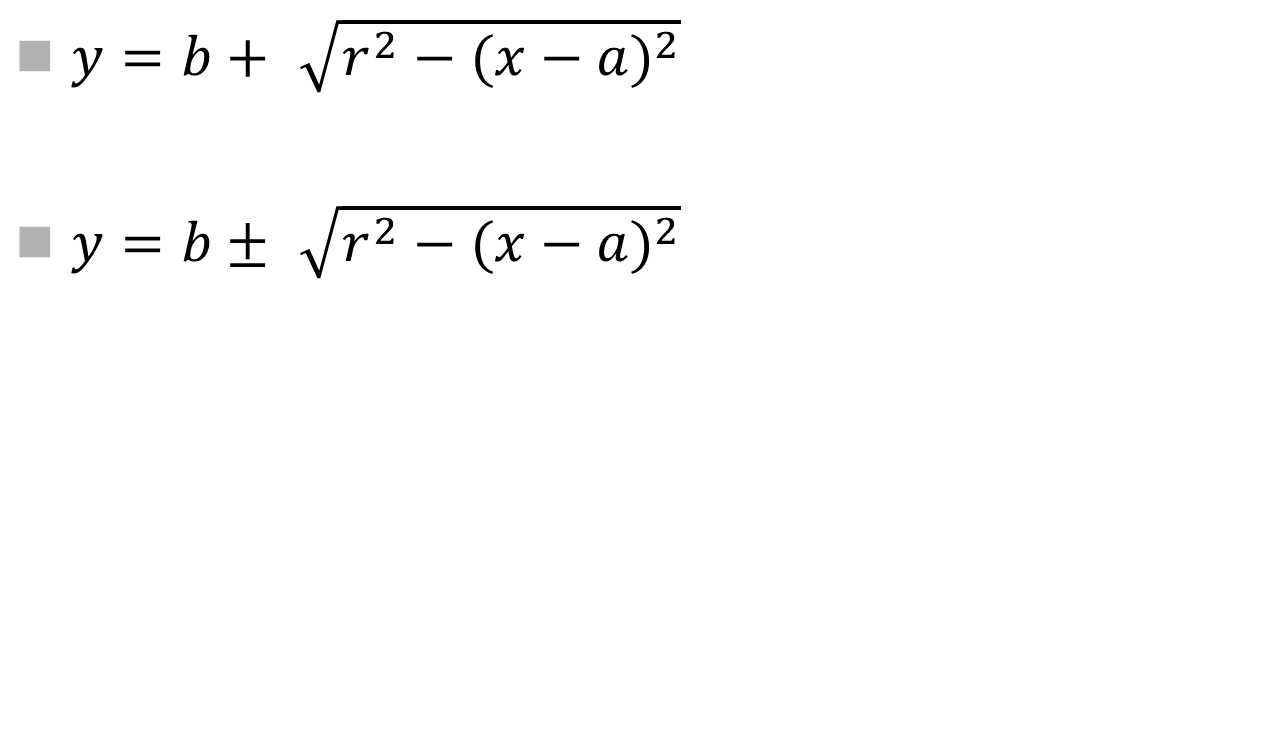 ■ y = b + √(r² − (x − a)²)
■ y = b ± √(r² − (x − a)²)